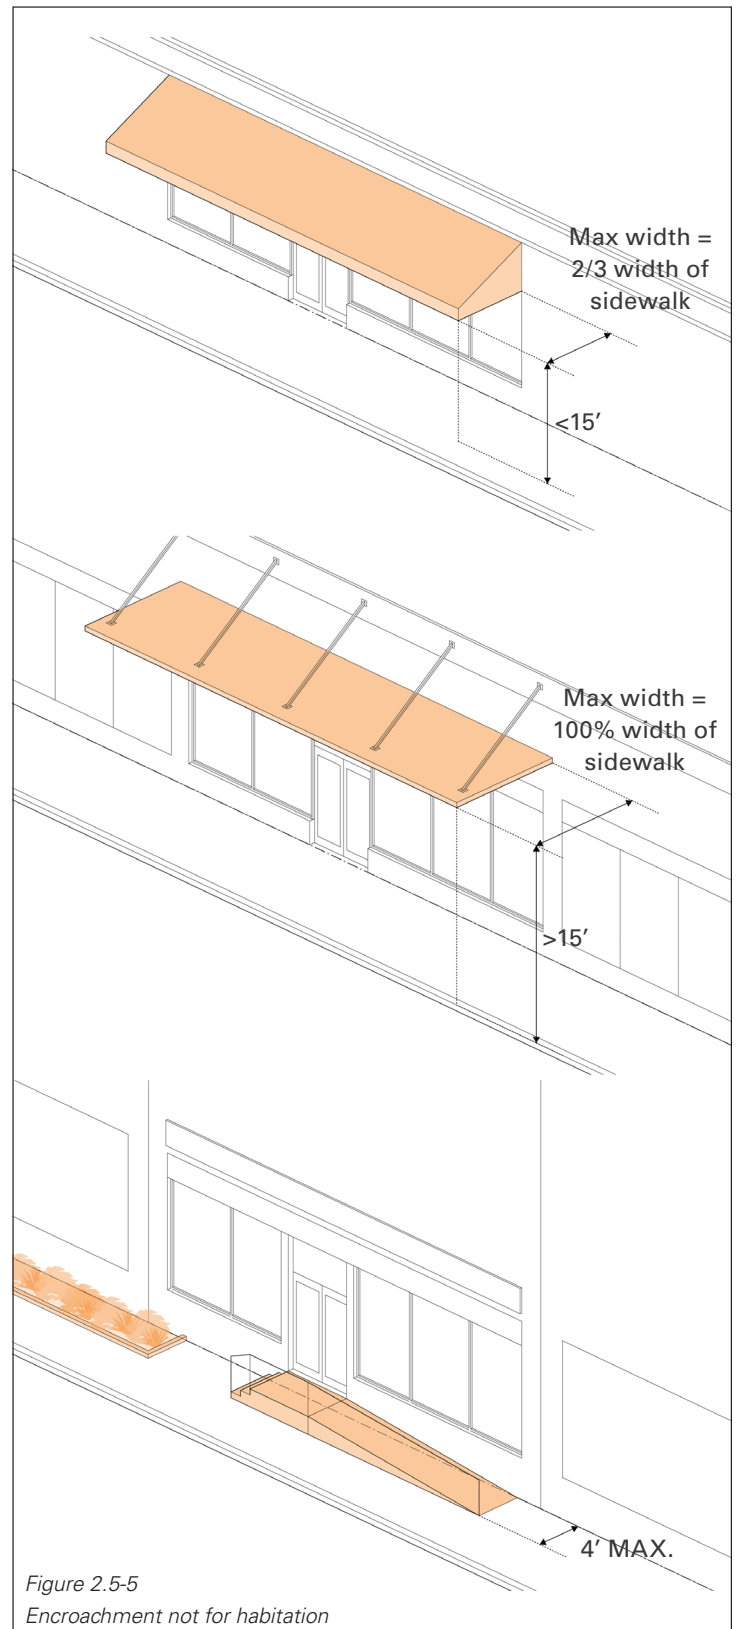 Max width =
2/3 width of
sidewalk
<15’
Max width =
100% width of
sidewalk
>15’
4’ MAX.
Figure 2.5-5
Encroachment not for habitation